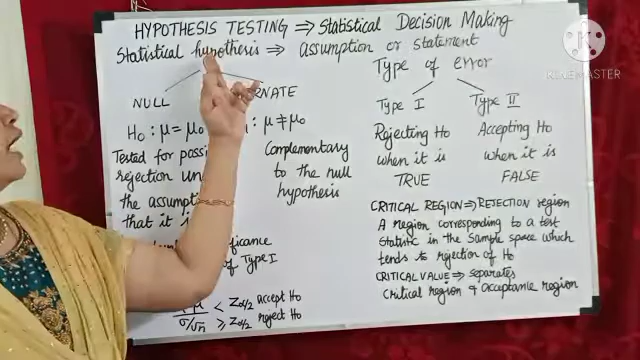 HYPOTHESIS TESTING ⇒ Statistical Decision Making
Statistical hypothesis ⇒ Assumption or statement
NULL
H₀ : μ = μ₀
Tested for
rejection
the
that it
RNATE
: μ ≠ μ₀
Complementary
to the null
hypothesis
of Type I
σ/√n
< Zα/2 accept H₀
≥ Zα/2 reject H₀
Type of error
Type I
Rejecting H₀
when it is
TRUE
Type II
Accepting H₀
when it is
FALSE
CRITICAL REGION ⇒ REJECTION region
A region corresponding to a test
statistic in the sample space which
tends to rejection of H₀
CRITICAL VALUE ⇒ separates
Critical region & acceptance region
KINEMASTER